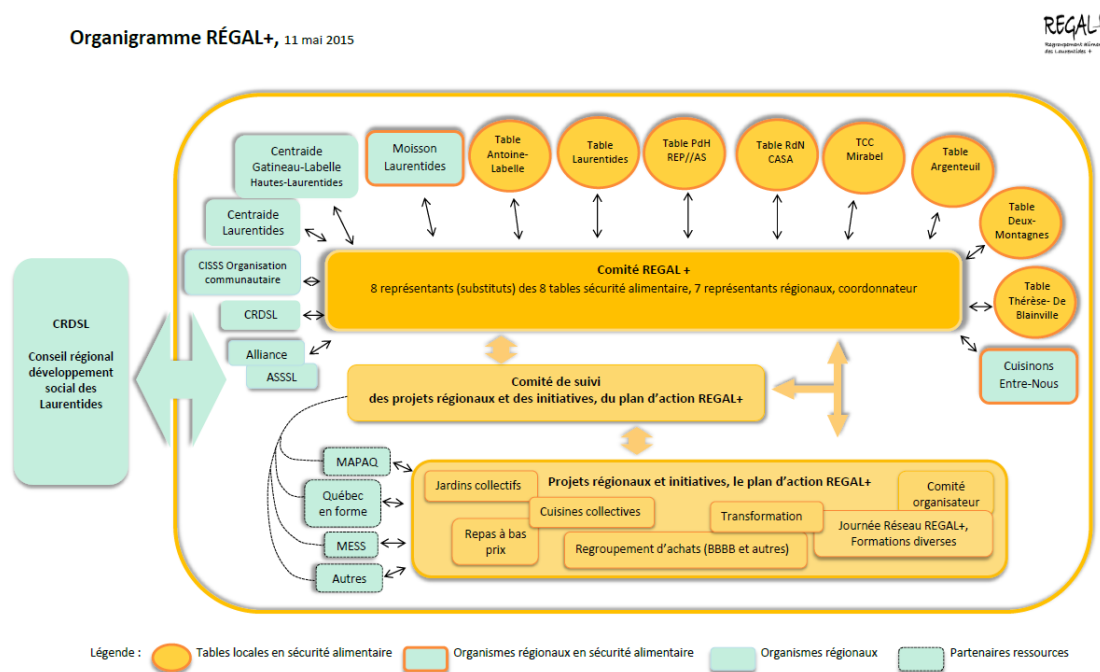 Organigramme RÉGAL+, 11 mai 2015
REGAL+
Regroupement alimen
des Laurentides +
Centraide
Gatineau-Labelle
Hautes-Laurentides
Moisson
Laurentides
Table
Antoine-
Labelle
Table
Laurentides
Table PdH
REP//AS
Table RdN
CASA
TCC
Mirabel
Table
Argenteuil
Table
Deux-
Montagnes
Centraide
Laurentides
CISSS Organisation
communautaire
CRDSL
Alliance
ASSSL
Comité REGAL +
8 représentants (substituts) des 8 tables sécurité alimentaire, 7 représentants régionaux, coordonnateur
Table
Thérèse- De
Blainville
Cuisinons
Entre-Nous
CRDSL
Conseil régional
développement
social des
Laurentides
Comité de suivi
des projets régionaux et des initiatives, du plan d'action REGAL+
MAPAQ
Québec
en forme
MESS
Autres
Projets régionaux et initiatives, le plan d'action REGAL+
Jardins collectifs
Cuisines collectives
Repas à bas
prix
Regroupement d'achats (BBBB et autres)
Transformation
Comité
organisateur
Journée Réseau REGAL+,
Formations diverses
Légende : Tables locales en sécurité alimentaire Organismes régionaux en sécurité alimentaire Organismes régionaux Partenaires ressources